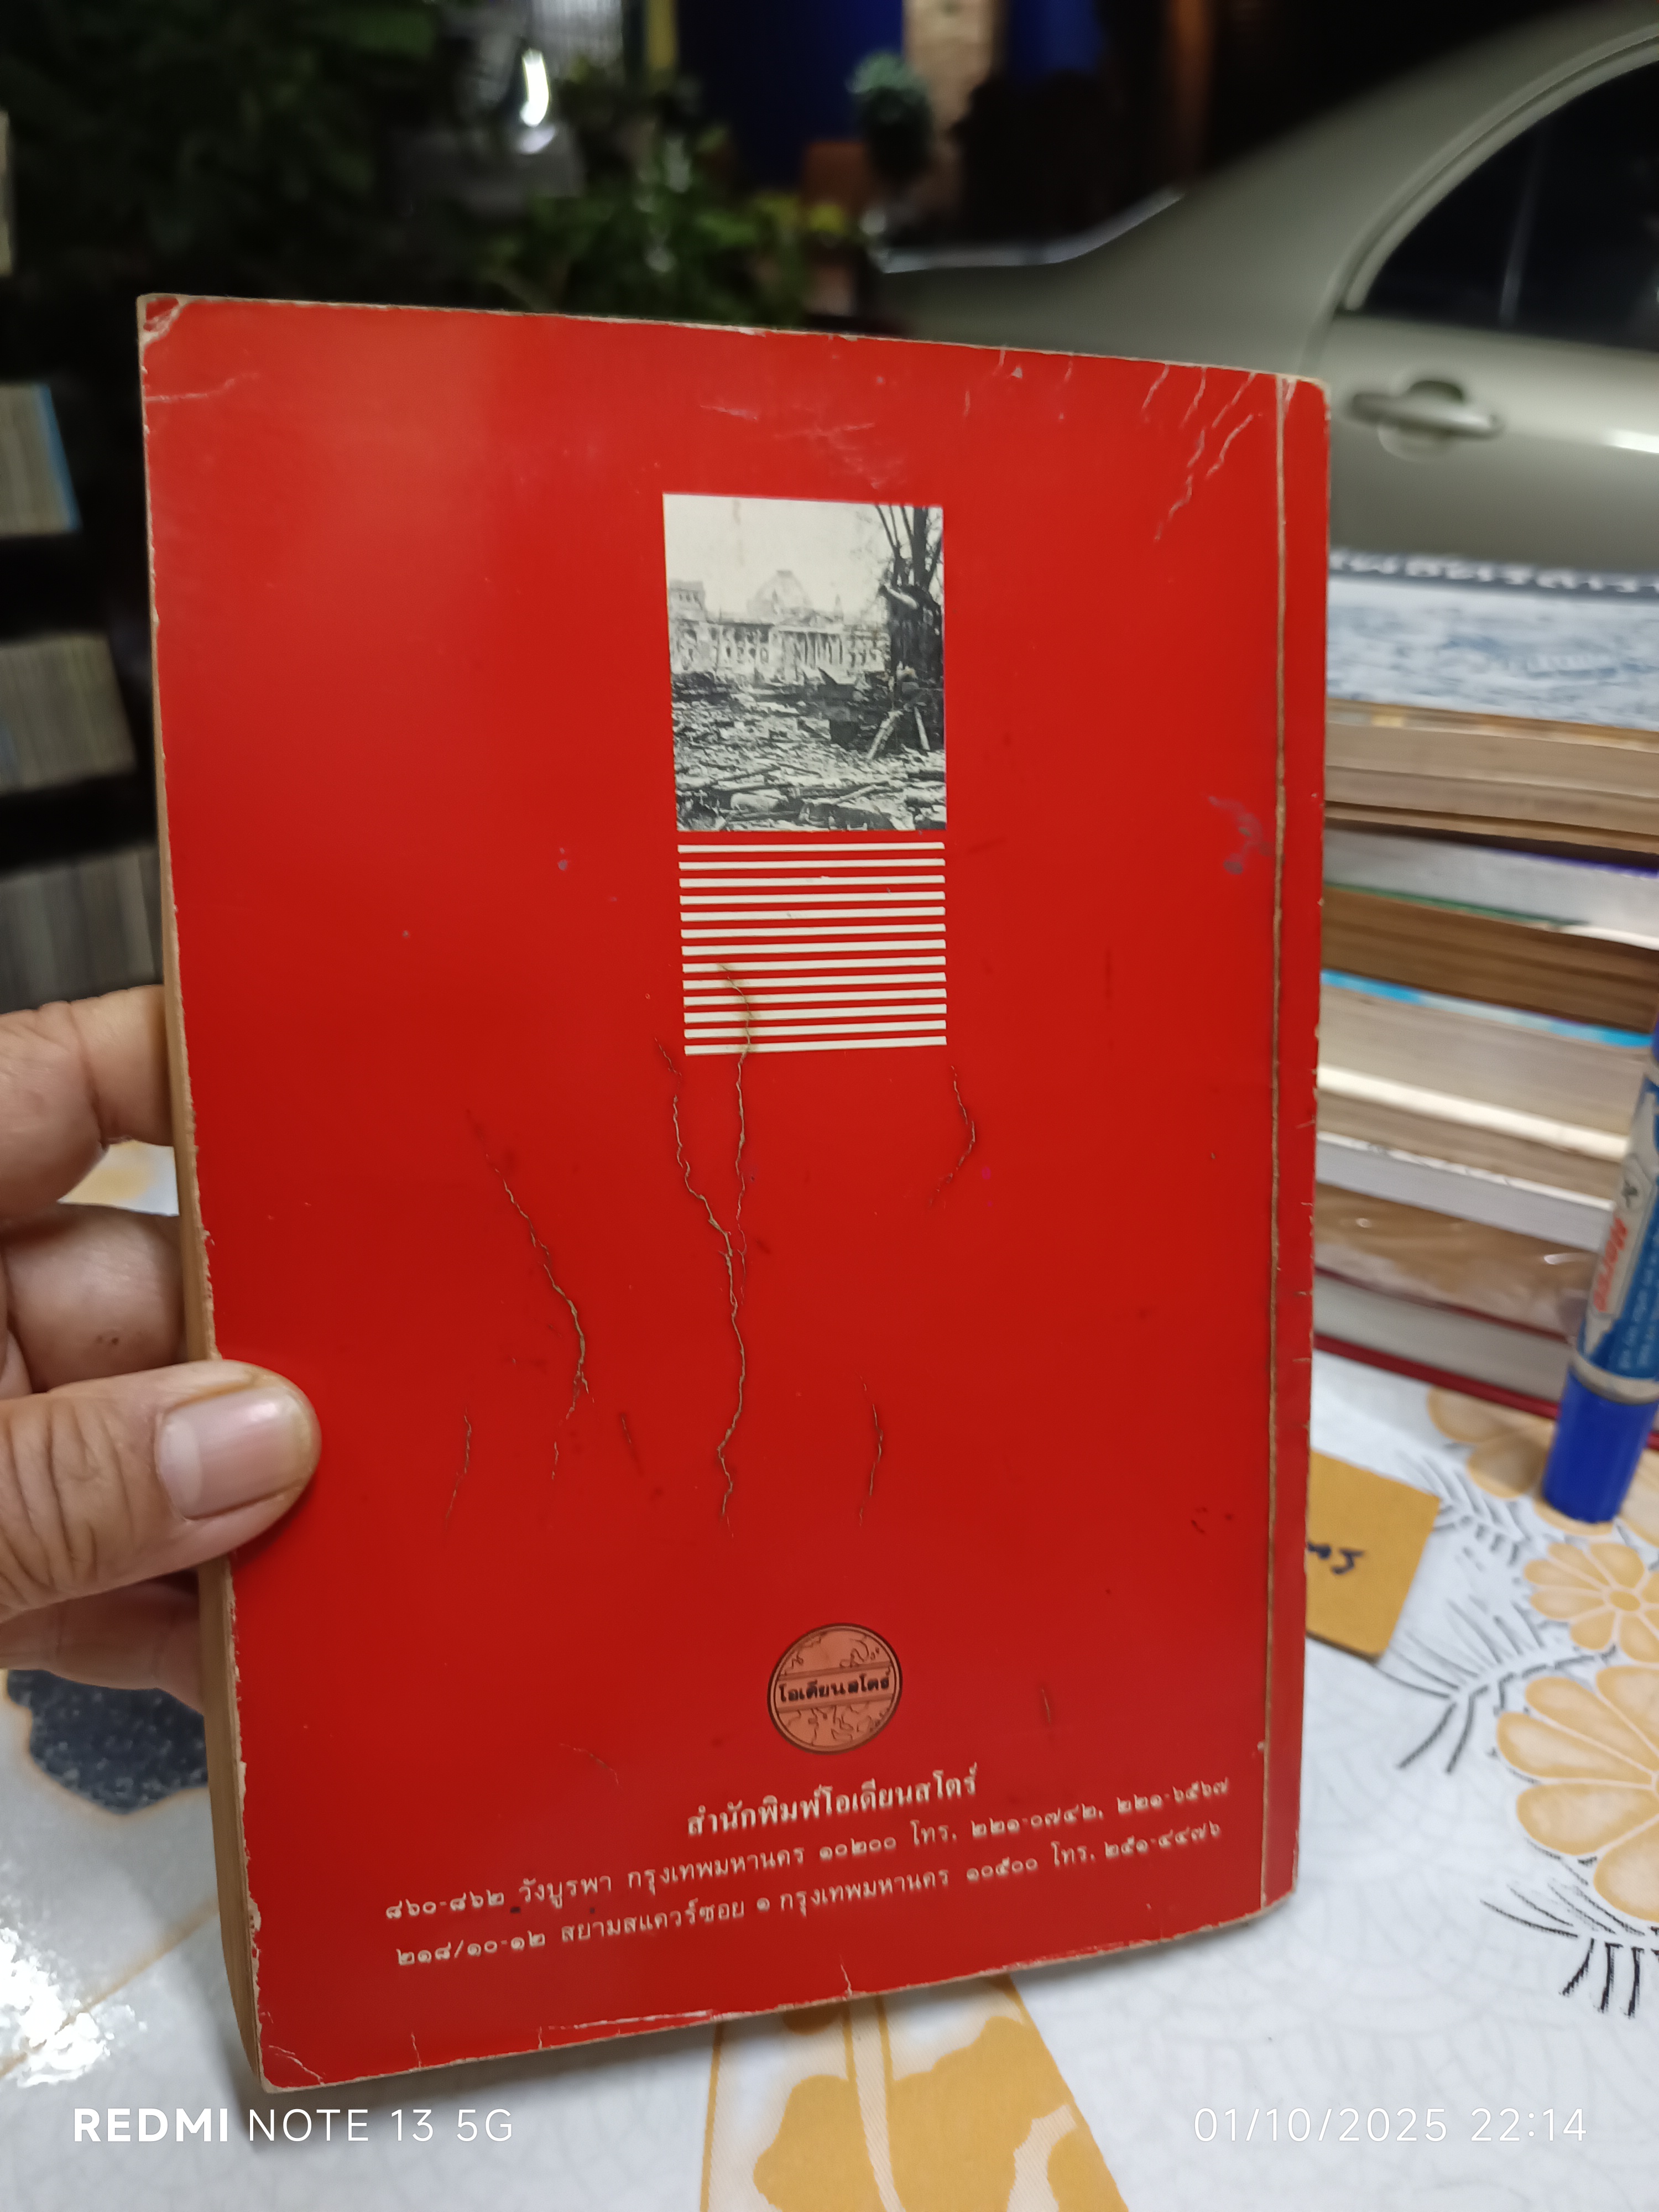 โอเดียนสโตร์
สำนักพิมพ์โอเดียนสโตร์
๘๖๐-๘๖๒ วังบูรพา กรุงเทพมหานคร ๑๐๒๐๐ โทร. ๒๒๑-๐๗๔๒, ๒๒๑-๖๕๖๗
๒๑๘/๑๐-๑๒ สยามสแควร์ซอย ๑ กรุงเทพมหานคร ๑๐๕๐๐ โทร. ๒๕๑-๔๔๗๖
Horse
REDMI NOTE 13 5G
01/10/2025 22:14